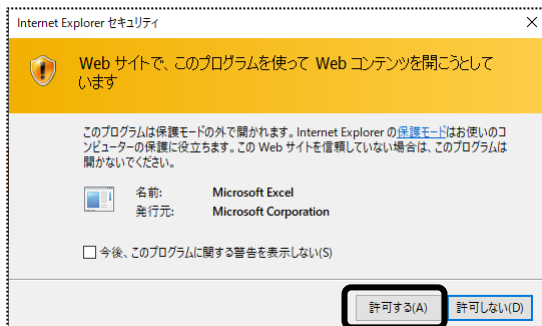 Internet Explorer セキュリティ
Web サイトで、このプログラムを使って Web コンテンツを開こうとして
います
このプログラムは保護モードの外で開かれます。Internet Explorer の保護モードはお使いのコ
ンピューターの保護に役立ちます。この Web サイトを信頼していない場合は、このプログラムは
開かないでください。
名前: Microsoft Excel
発行元: Microsoft Corporation
今後、このプログラムに関する警告を表示しない(S)
許可する(A) 許可しない(D)